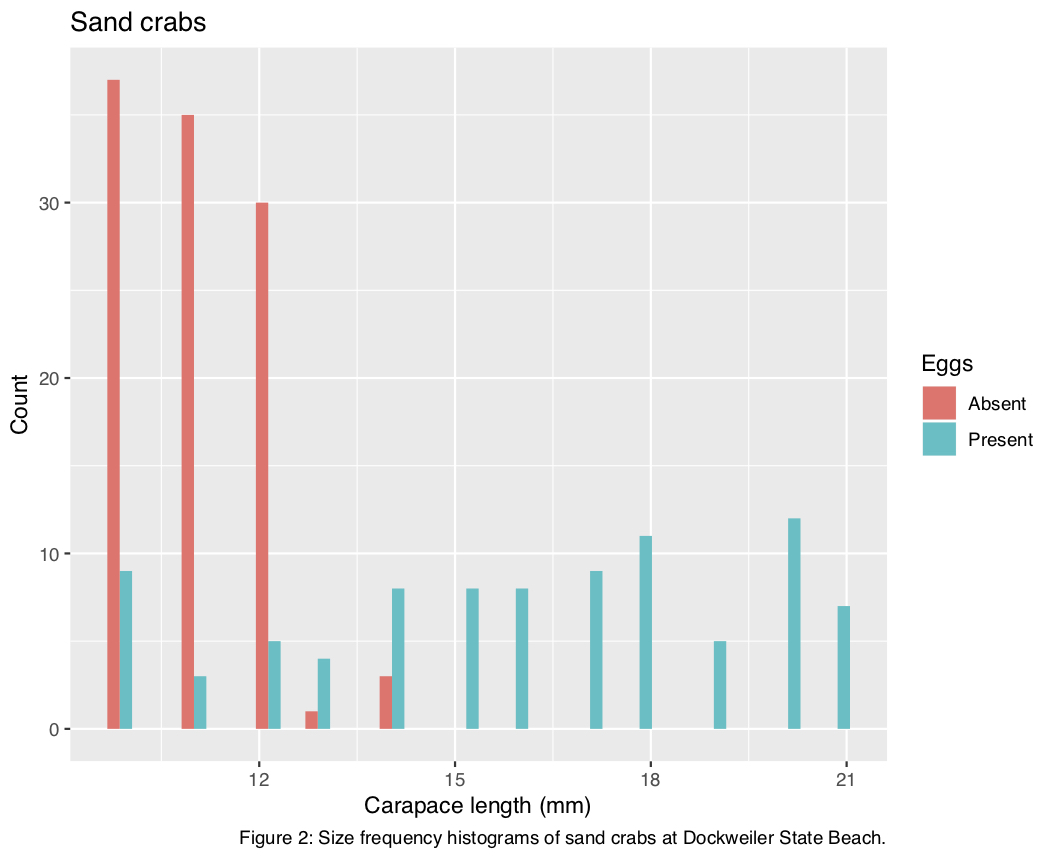 Sand crabs
30
20
10
0
Count
12
15
18
21
Carapace length (mm)
Eggs
Absent
Present
Figure 2: Size frequency histograms of sand crabs at Dockweiler State Beach.